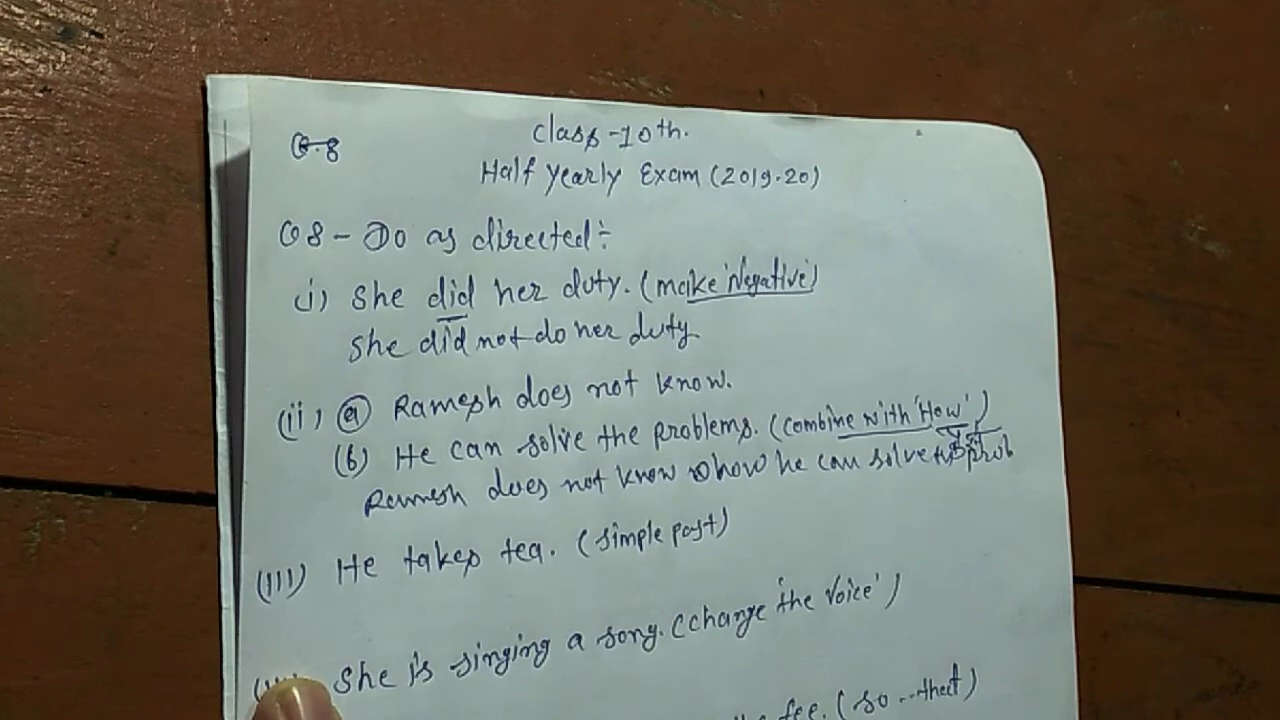 Q.8
Class-10th.
Half Yearly Exam (2019-20)
Q8 - Do as directed:
(i) She did her duty. (make 'Negative')
She did not do her duty.
(ii) (a) Ramesh does not know.
(b) He can solve the problems. (combine with 'How')
Ramesh does not know how he can solve prob
(iii) He takes tea. (simple past)
She is singing a song. (change the voice')
fee. (so...that)